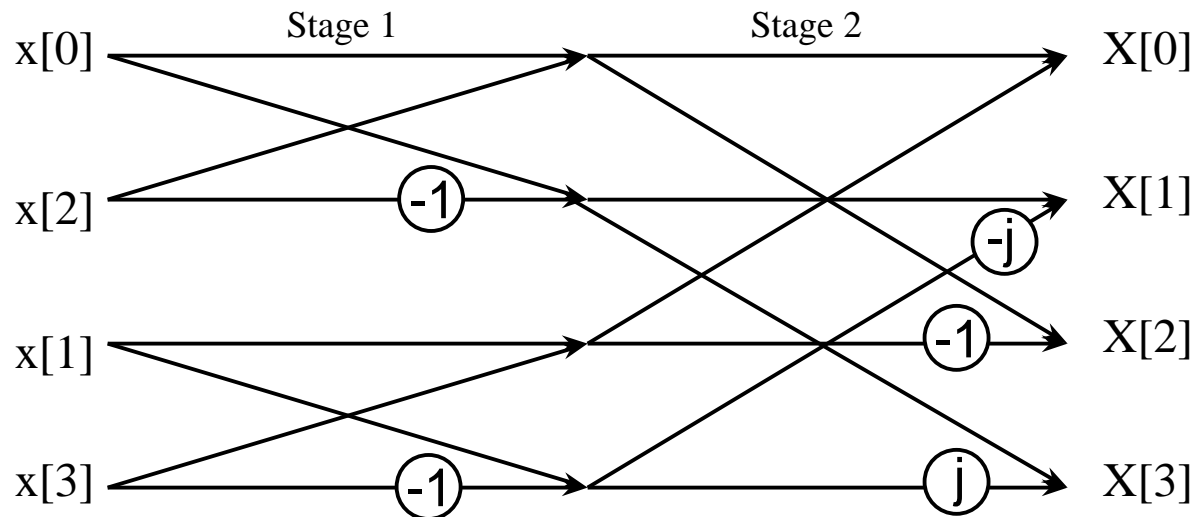 Stage 1 Stage 2
x[0] X[0]
x[2] -1 X[1]
-j
x[1] -1 X[2]
x[3] -1 j X[3]